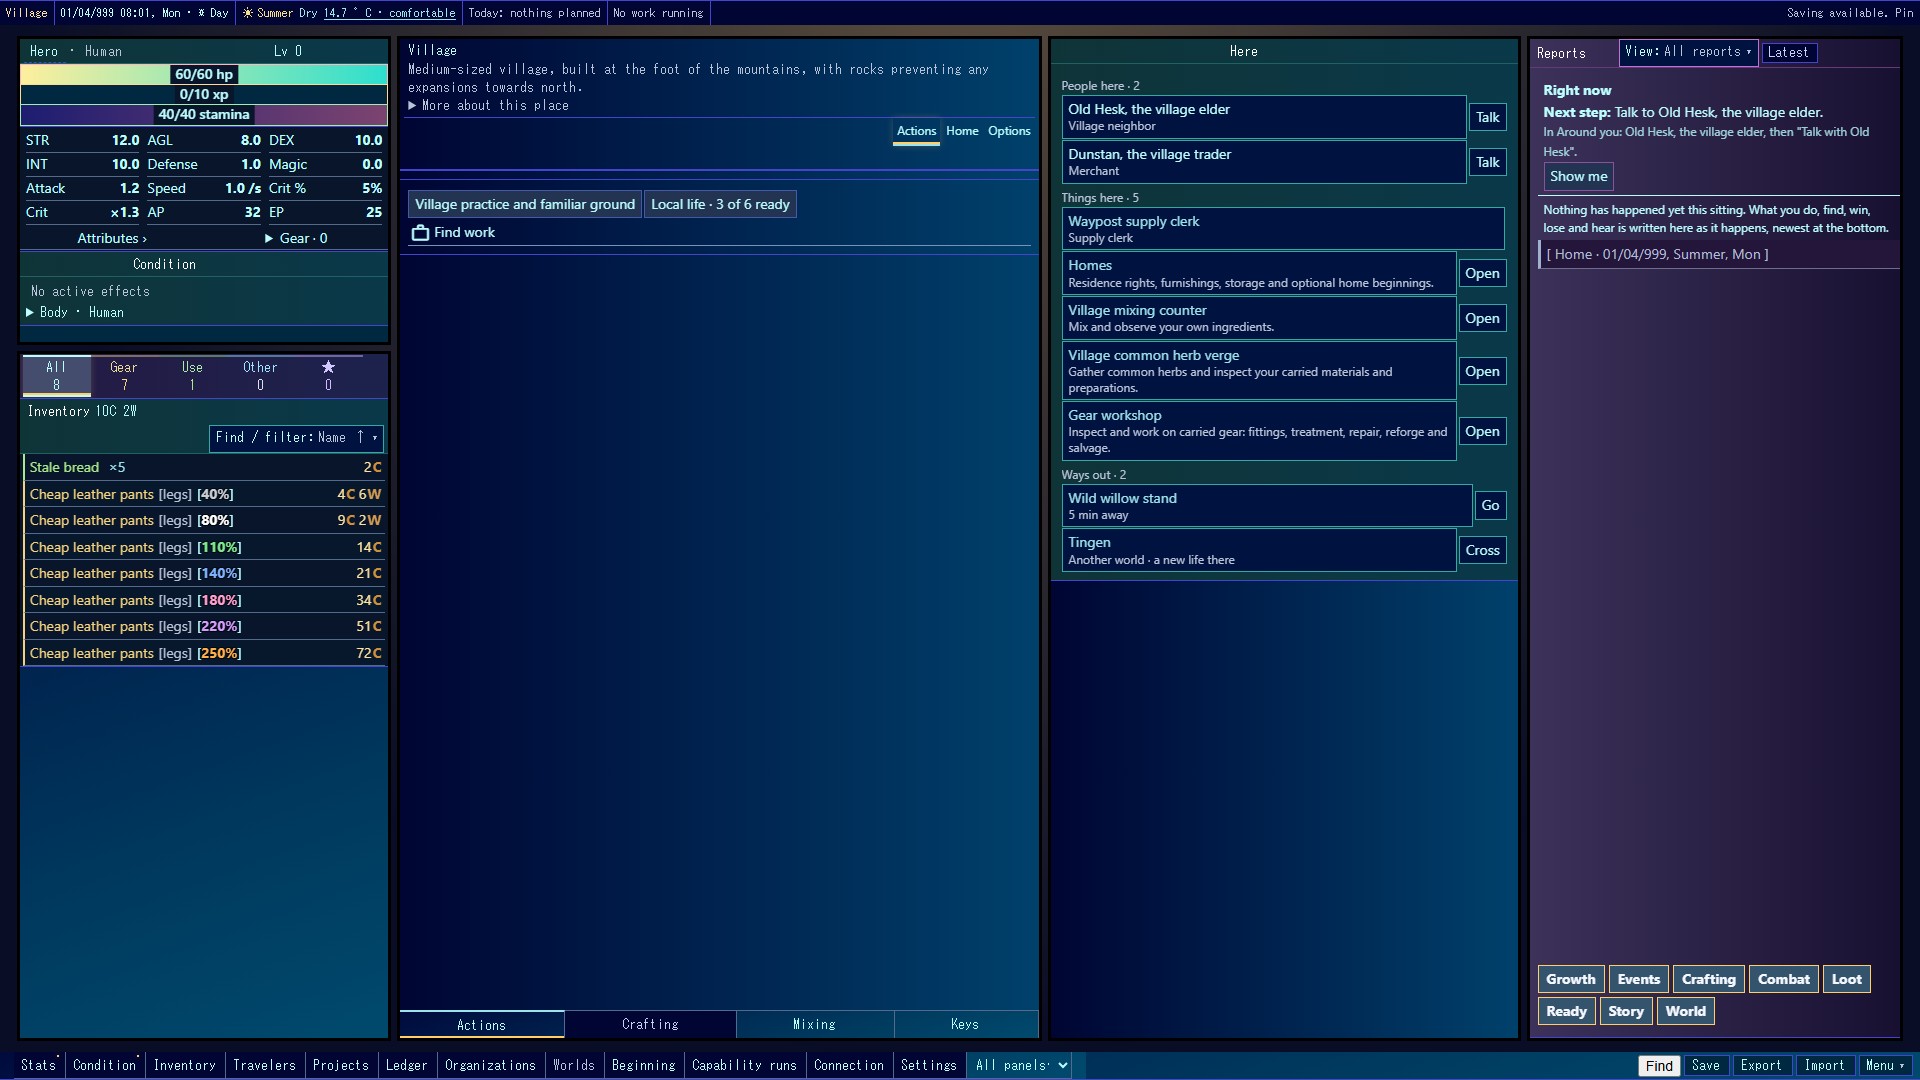 Village
01/04/999 08:01, Mon · ☀ Day
☀ Summer Dry 14.7 ° C · comfortable
Today: nothing planned
No work running
Saving available. Pin
Hero · Human Lv 0
60/60 hp
0/10 xp
40/40 stamina
STR 12.0 AGL 8.0 DEX 10.0
INT 10.0 Defense 1.0 Magic 0.0
Attack 1.2 Speed 1.0 /s Crit % 5%
Crit ×1.3 AP 32 EP 25
Attributes › ▶ Gear · 0
Condition
No active effects
▶ Body · Human
All Gear Use Other ★
8 7 1 0 0
Inventory 10C 2W
Find / filter: Name ↑ ▾
Stale bread ×5 2C
Cheap leather pants [legs] [40%] 4C 6W
Cheap leather pants [legs] [80%] 9C 2W
Cheap leather pants [legs] [110%] 14C
Cheap leather pants [legs] [140%] 21C
Cheap leather pants [legs] [180%] 34C
Cheap leather pants [legs] [220%] 51C
Cheap leather pants [legs] [250%] 72C
Village
Medium-sized village, built at the foot of the mountains, with rocks preventing any
expansions towards north.
▶ More about this place
Actions Home Options
Village practice and familiar ground
Local life · 3 of 6 ready
Find work
Actions Crafting Mixing Keys
Here
People here · 2
Old Hesk, the village elder
Village neighbor
Talk
Dunstan, the village trader
Merchant
Talk
Things here · 5
Waypost supply clerk
Supply clerk
Homes
Residence rights, furnishings, storage and optional home beginnings.
Open
Village mixing counter
Mix and observe your own ingredients.
Open
Village common herb verge
Gather common herbs and inspect your carried materials and
preparations.
Open
Gear workshop
Inspect and work on carried gear: fittings, treatment, repair, reforge and
salvage.
Open
Ways out · 2
Wild willow stand
5 min away
Go
Tingen
Another world · a new life there
Cross
Reports View: All reports ▾ Latest
Right now
Next step: Talk to Old Hesk, the village elder.
In Around you: Old Hesk, the village elder, then "Talk with Old
Hesk".
Show me
Nothing has happened yet this sitting. What you do, find, win,
lose and hear is written here as it happens, newest at the bottom.
[ Home · 01/04/999, Summer, Mon ]
Growth Events Crafting Combat Loot
Ready Story World
Stats Condition Inventory Travelers Projects Ledger Organizations Worlds Beginning Capability runs Connection Settings All panels
Find Save Export Import Menu ▾